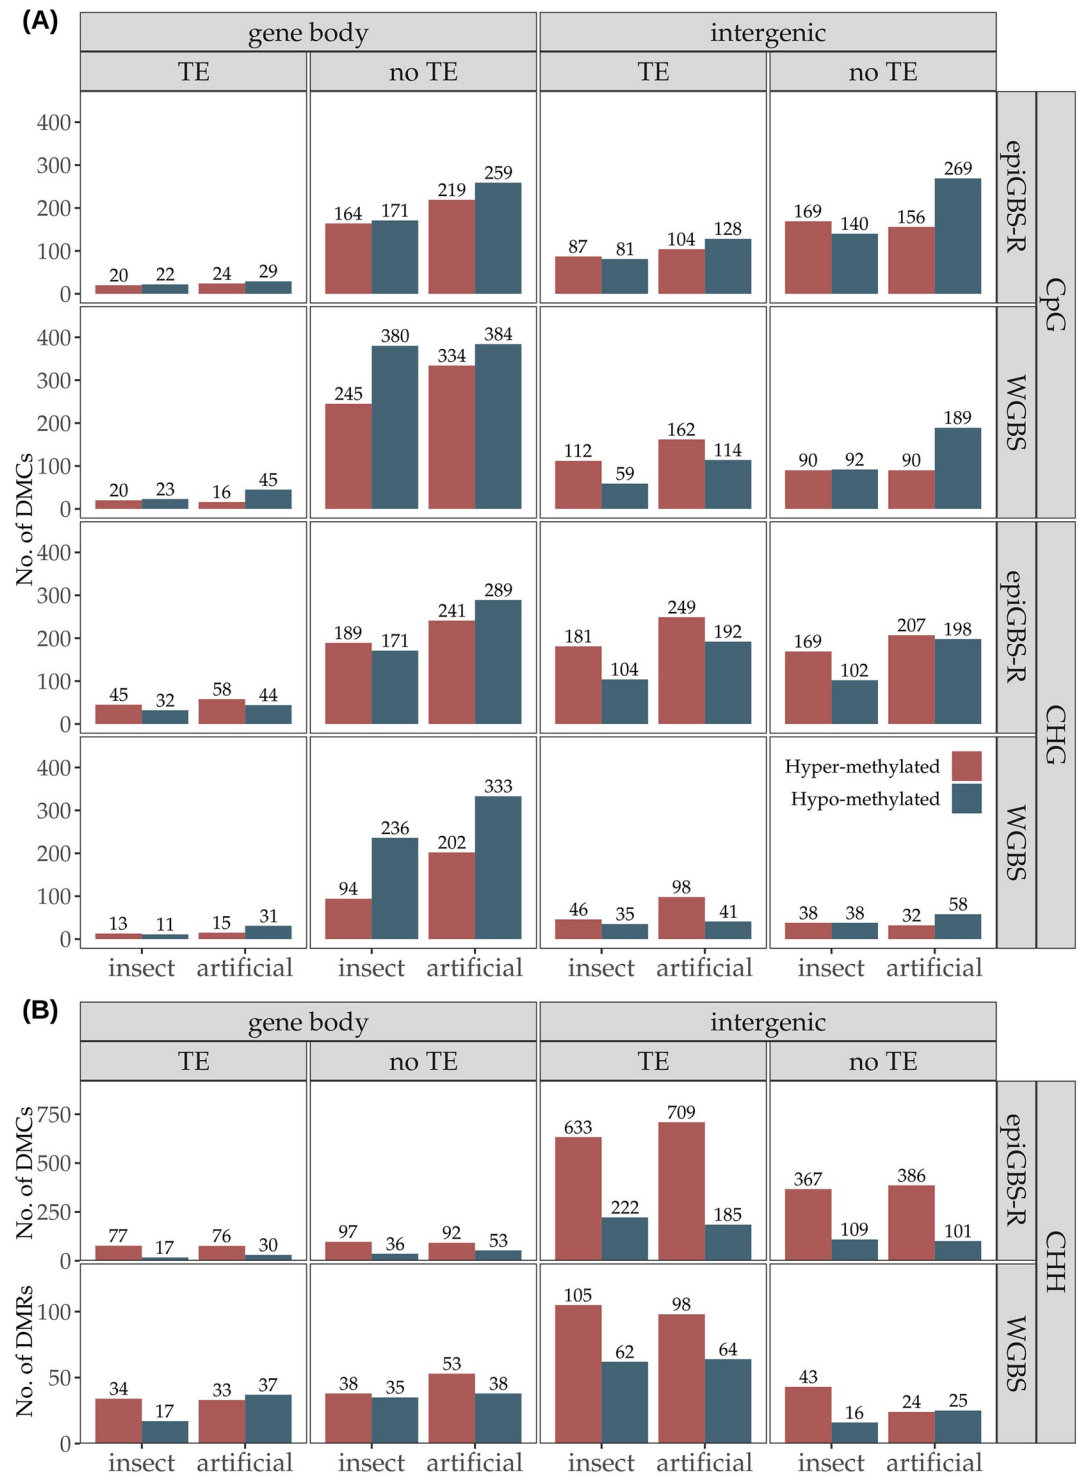 (A)
gene body intergenic
TE no TE TE no TE
No. of DMCs
CpG
epiGBS-R
400
300
200
100
0
20 22 24 29
164 171 219 259
87 81 104 128
169 140 156 269
WGBS
400
300
200
100
0
20 23 16 45
245 380 334 384
112 59 162 114
90 92 90 189
CHG
epiGBS-R
400
300
200
100
0
45 32 58 44
189 171 241 289
181 104 249 192
169 102 207 198
WGBS
400
300
200
100
0
13 11 15 31
94 236 202 333
46 35 98 41
Hyper-methylated
Hypo-methylated
38 38 32 58
insect artificial insect artificial insect artificial insect artificial
(B)
gene body intergenic
TE no TE TE no TE
CHH
No. of DMCs
epiGBS-R
750
500
250
0
77 17 76 30
97 36 92 53
633 222 709 185
367 109 386 101
No. of DMRs
WGBS
100
50
0
34 17 33 37
38 35 53 38
105 62 98 64
43 16 24 25
insect artificial insect artificial insect artificial insect artificial